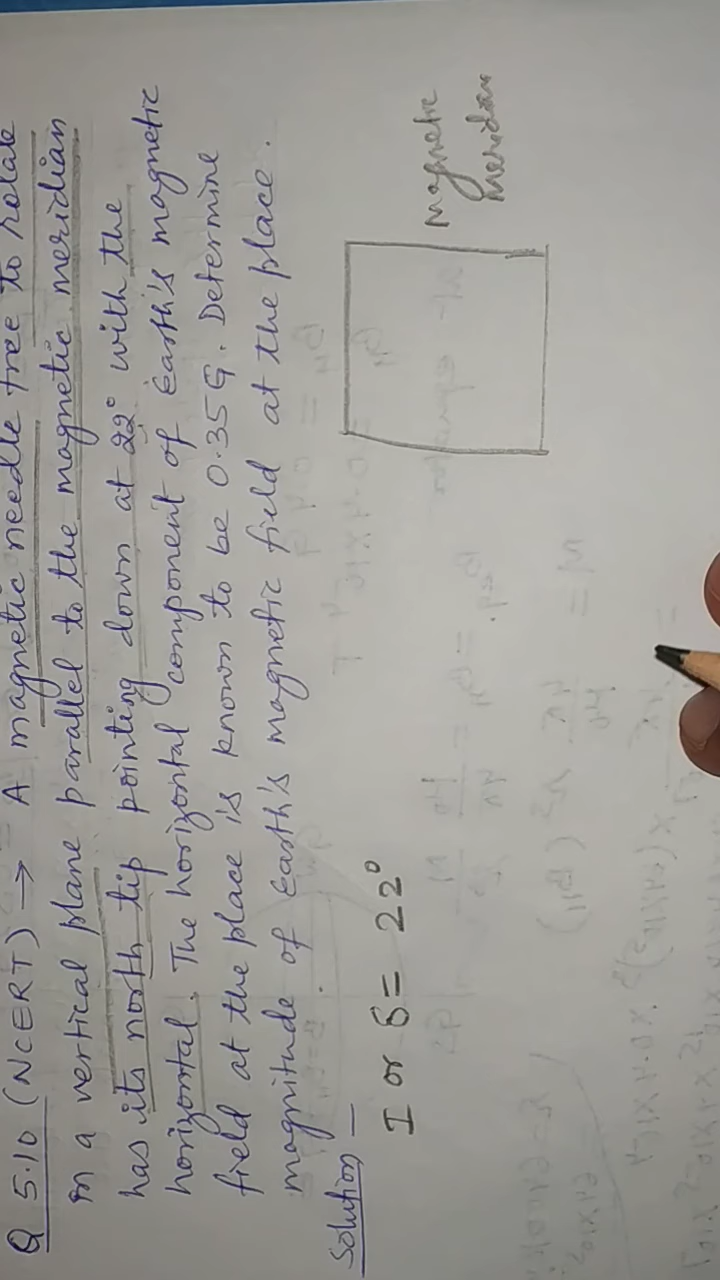 Q 5.10 (NCERT) → A magnetic needle free to rotate
in a vertical plane parallel to the magnetic meridian
has its north tip pointing down at 22° with the
horizontal. The horizontal component of Earth's magnetic
field at the place is known to be 0.35G. Determine
magnitude of Earth's magnetic field at the place.
Solution –
I or δ = 22°
Magnetic
Meridian